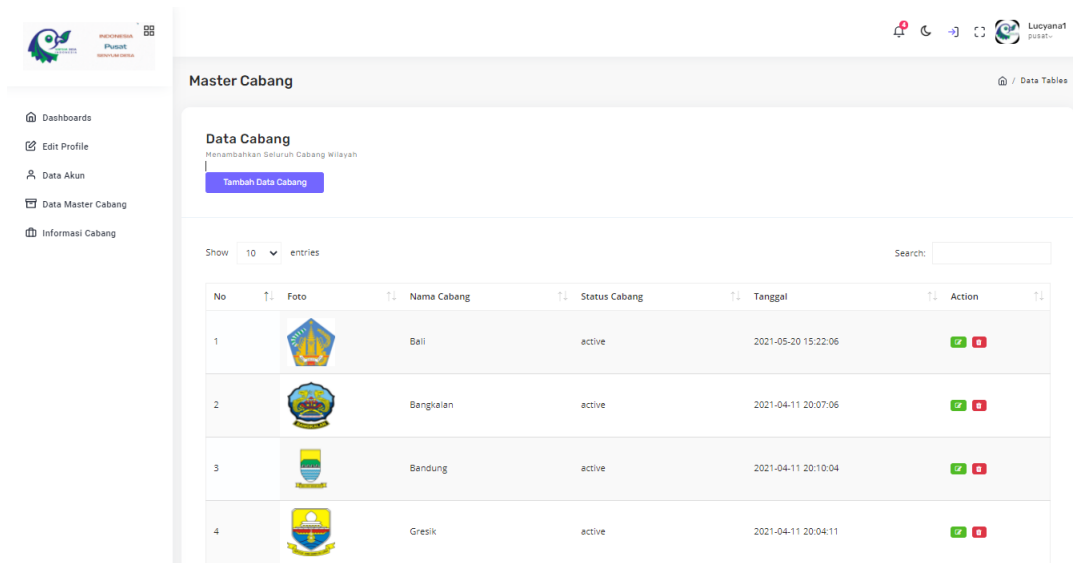 INDONESIA
Pusat
SENYUM DESA
4
Lucyana1
pusat
Master Cabang
/ Data Tables
Dashboards
Edit Profile
Data Akun
Data Master Cabang
Informasi Cabang
Data Cabang
Menambahkan Seluruh Cabang Wilayah
Tambah Data Cabang
Show 10 entries
Search:
No Foto Nama Cabang Status Cabang Tanggal Action
1 Bali active 2021-05-20 15:22:06
2 Bangkalan active 2021-04-11 20:07:06
3 Bandung active 2021-04-11 20:10:04
4 Gresik active 2021-04-11 20:04:11